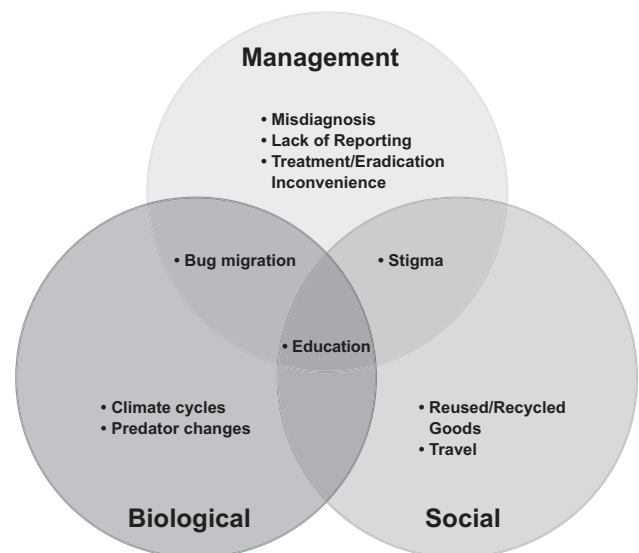 Management
• Misdiagnosis
• Lack of Reporting
• Treatment/Eradication
Inconvenience
• Bug migration
• Stigma
• Education
• Climate cycles
• Predator changes
• Reused/Recycled
Goods
• Travel
Biological
Social